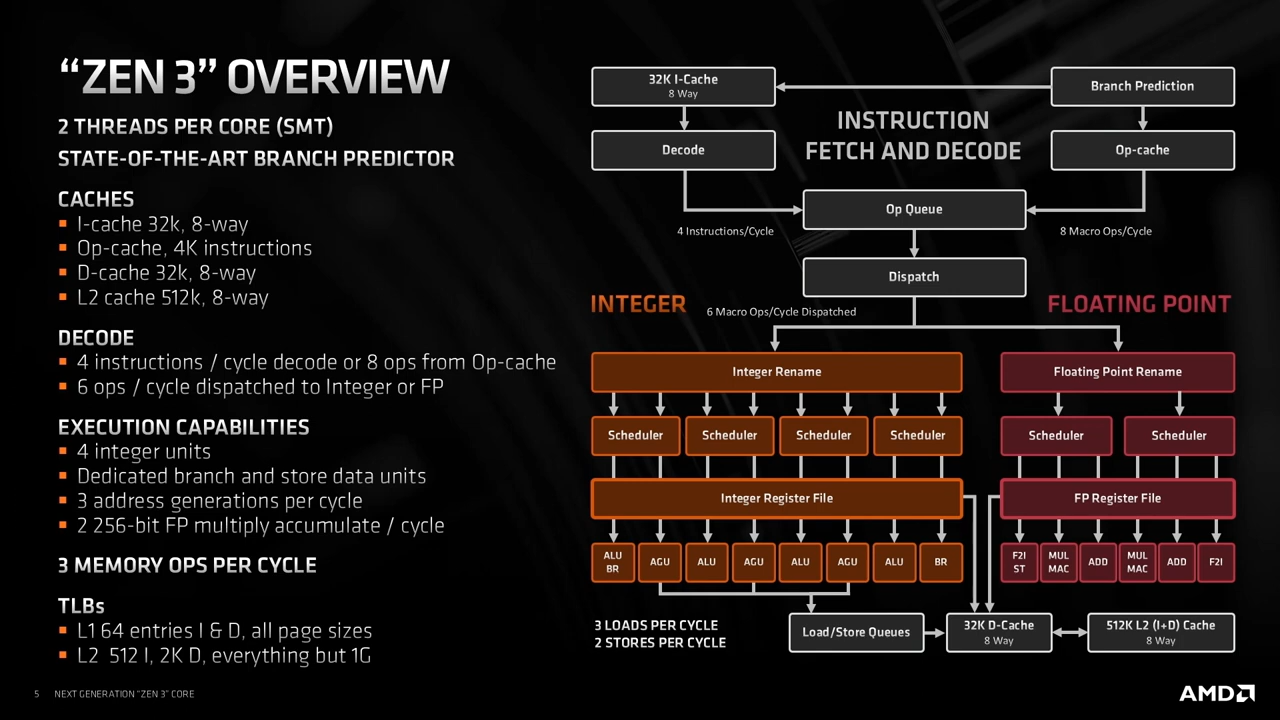 “ZEN 3” OVERVIEW
2 THREADS PER CORE (SMT)
STATE-OF-THE-ART BRANCH PREDICTOR
CACHES
▪ I-cache 32k, 8-way
▪ Op-cache, 4K instructions
▪ D-cache 32k, 8-way
▪ L2 cache 512k, 8-way
DECODE
▪ 4 instructions / cycle decode or 8 ops from Op-cache
▪ 6 ops / cycle dispatched to Integer or FP
EXECUTION CAPABILITIES
▪ 4 integer units
▪ Dedicated branch and store data units
▪ 3 address generations per cycle
▪ 2 256-bit FP multiply accumulate / cycle
3 MEMORY OPS PER CYCLE
TLBs
▪ L1 64 entries I & D, all page sizes
▪ L2 512 I, 2K D, everything but 1G
32K I-Cache
8 Way
Branch Prediction
INSTRUCTION
FETCH AND DECODE
Decode
Op-cache
Op Queue
4 Instructions/Cycle
8 Macro Ops/Cycle
Dispatch
INTEGER
6 Macro Ops/Cycle Dispatched
FLOATING POINT
Integer Rename
Floating Point Rename
Scheduler
Scheduler
Scheduler
Scheduler
Scheduler
Scheduler
Integer Register File
FP Register File
ALU
BR
AGU
ALU
AGU
ALU
AGU
ALU
BR
F2I
ST
MUL
MAC
ADD
MUL
MAC
ADD
F2I
3 LOADS PER CYCLE
2 STORES PER CYCLE
Load/Store Queues
32K D-Cache
8 Way
512K L2 (I+D) Cache
8 Way
5 NEXT GENERATION "ZEN 3" CORE
AMD